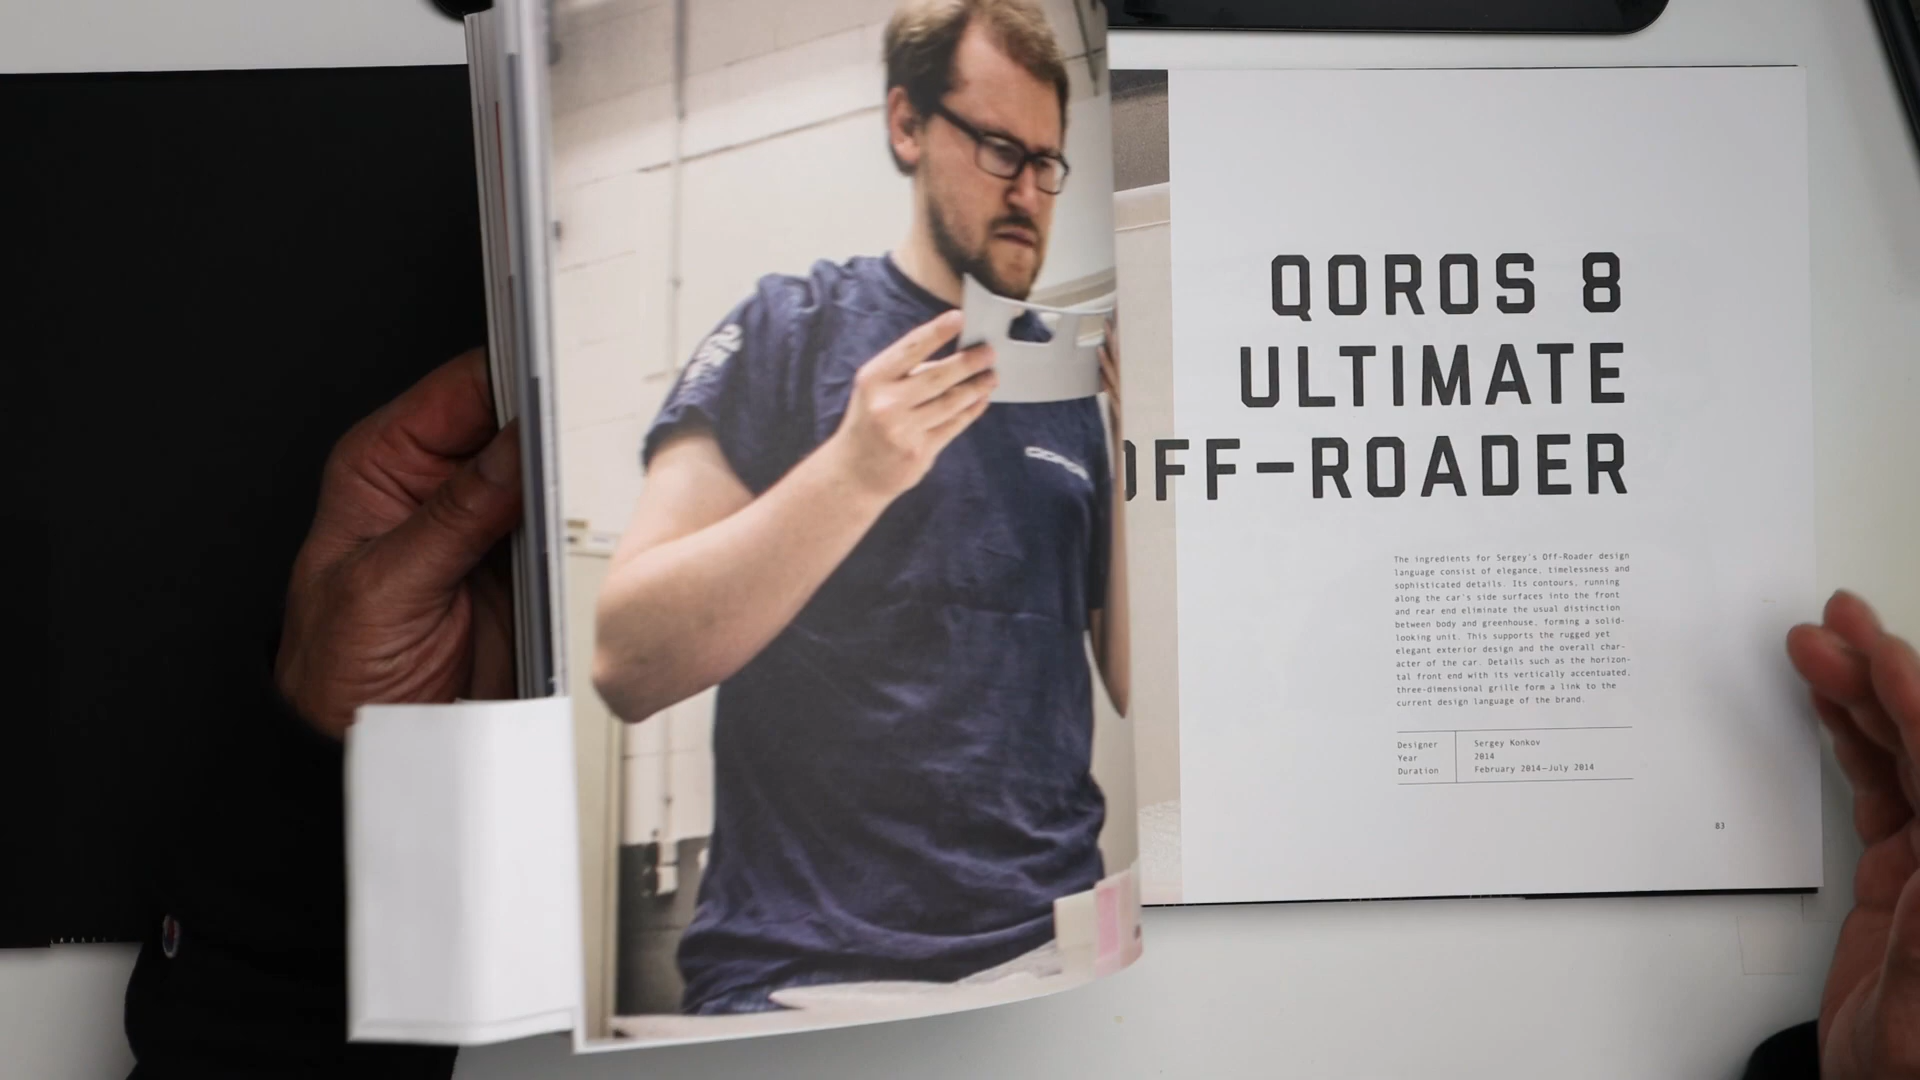 QOROS 8
ULTIMATE
OFF—ROADER
The ingredients for Sergey's Off-Roader design
language consist of elegance, timelessness and
sophisticated details. Its contours, running
along the car's side surfaces into the front
and rear end eliminate the usual distinction
between body and greenhouse, forming a solid-
looking unit. This supports the rugged yet
elegant exterior design and the overall char-
acter of the car. Details such as the horizon-
tal front end with its vertically accentuated,
three-dimensional grille form a link to the
current design language of the brand.
Designer Sergey Konkov
Year 2014
Duration February 2014—July 2014
83